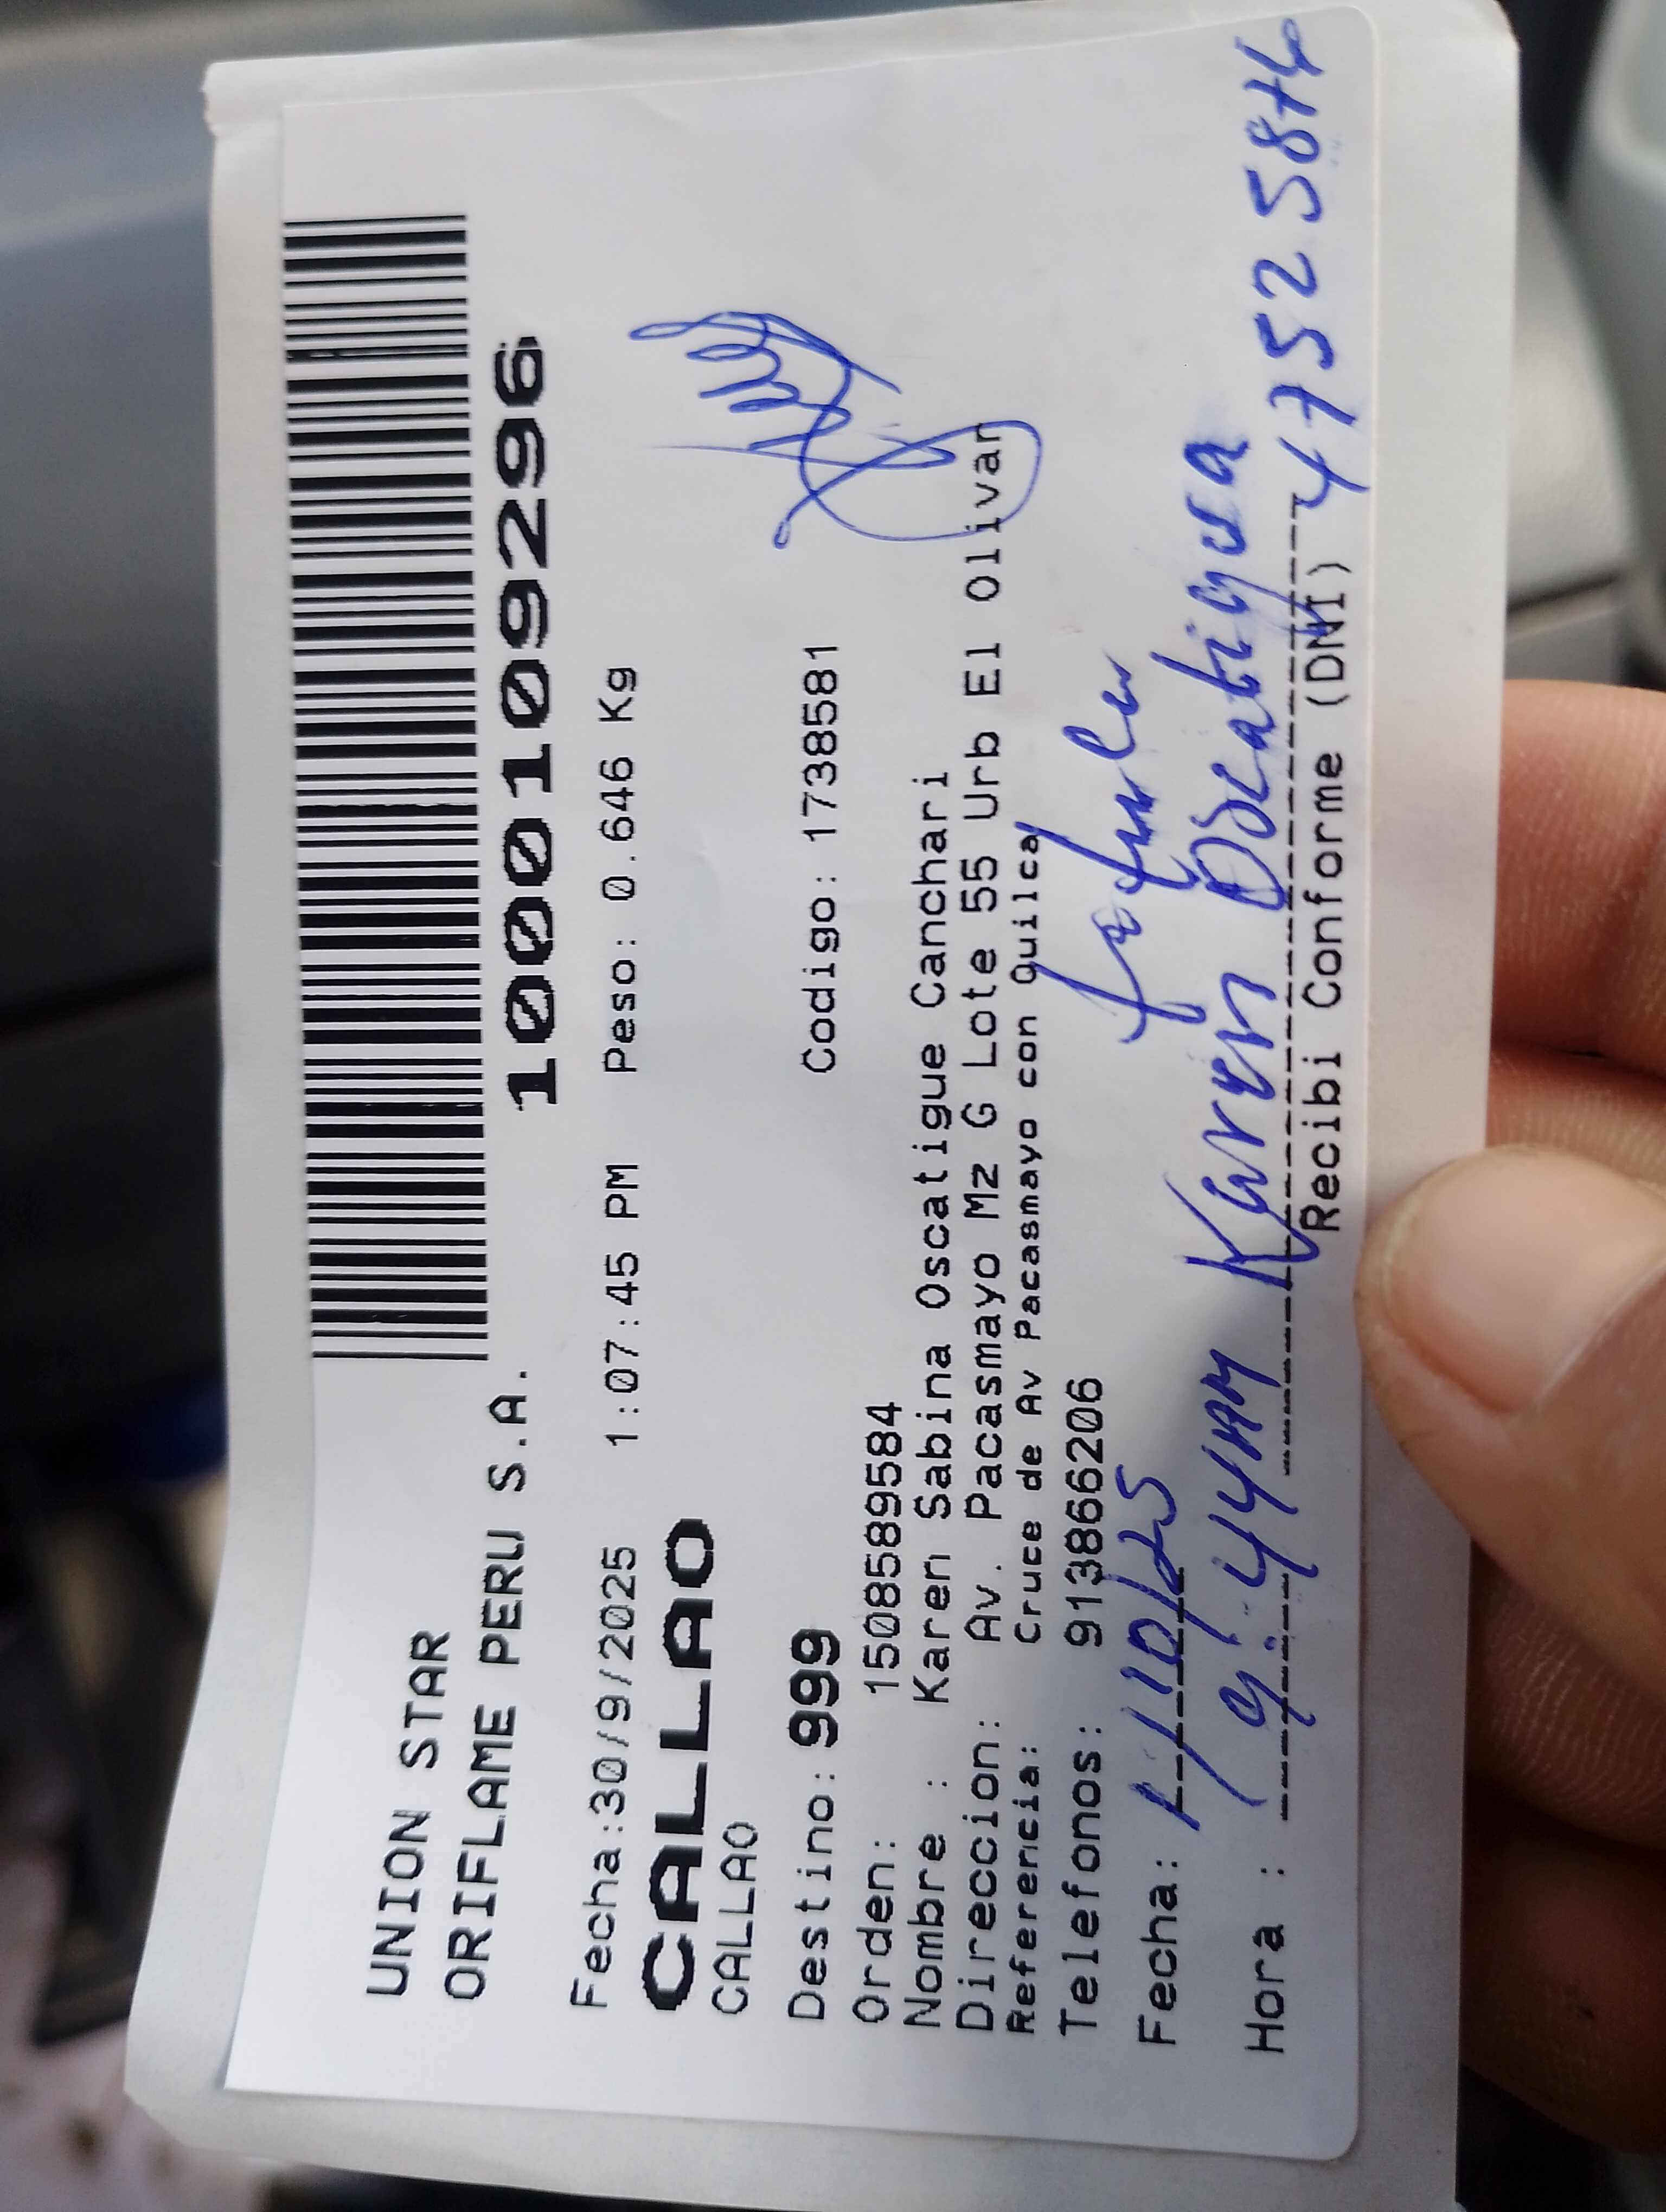 UNION STAR
ORIFLAME PERU S.A.
1000109296
Fecha:30/9/2025 1:07:45 PM Peso: 0.646 Kg
CALLAO
CALLAO
Destino: 999 Codigo: 1738581
Orden: 1508589584
Nombre : Karen Sabina Oscatigue Canchari
Direccion: Av. Pacasmayo Mz G Lote 55 Urb El Olivar
Referencia: Cruce de Av Pacasmayo con Quilca
Telefonos: 913866206
Fecha: 1/10/25
Hora : 9:44AM Karen Oscatigua 47525876
Recibi Conforme (DNI)